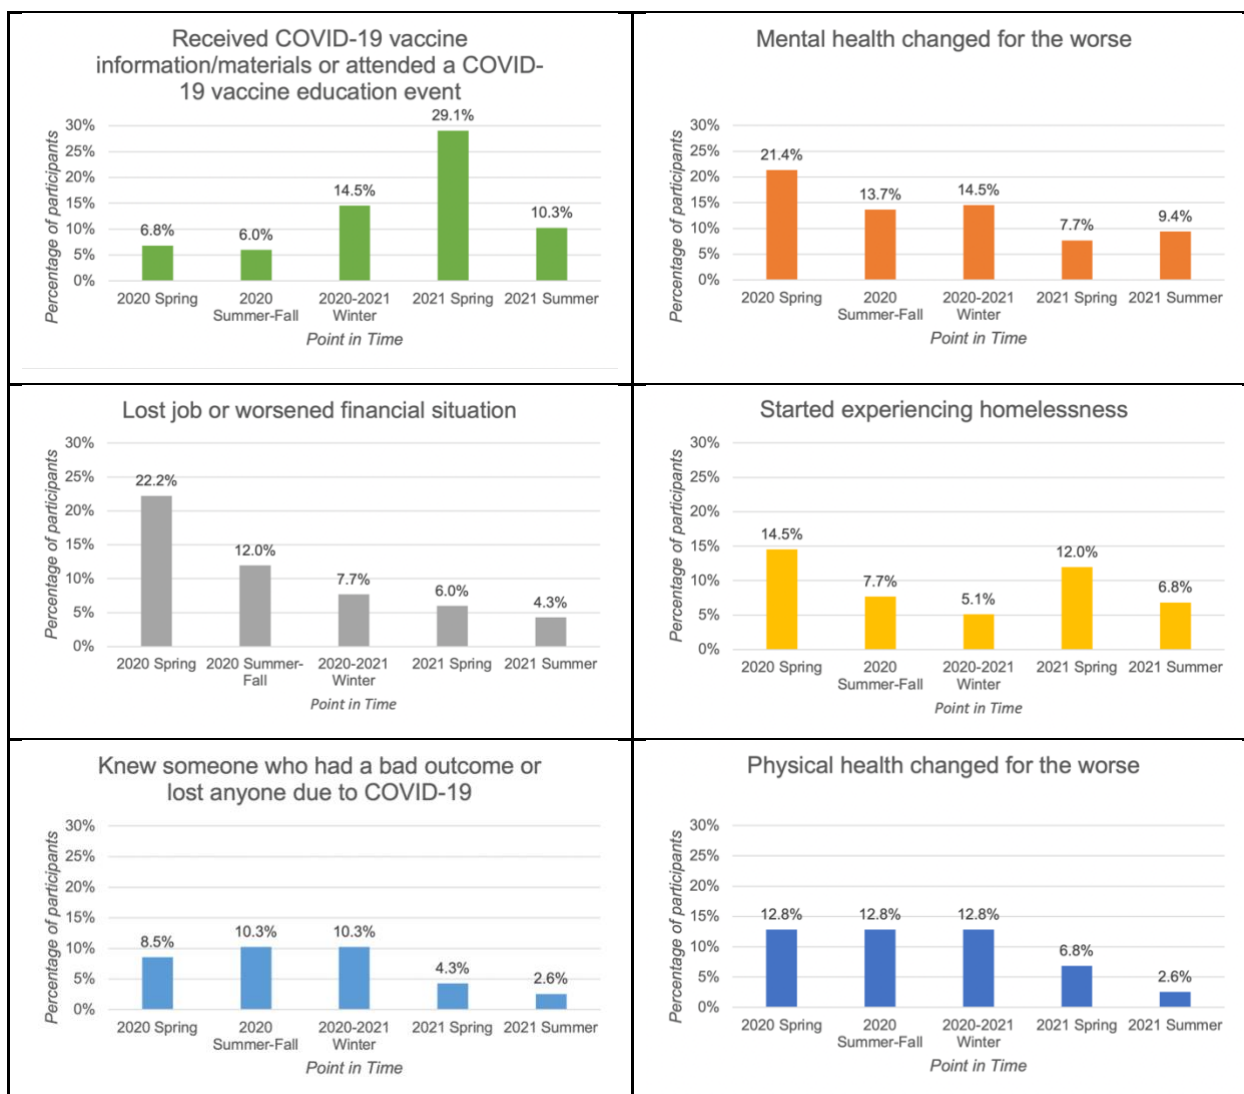 Received COVID-19 vaccine
information/materials or attended a COVID-
19 vaccine education event
Percentage of participants
30%
25%
20%
15%
10%
5%
0%
6.8%
6.0%
14.5%
29.1%
10.3%
2020 Spring
2020
Summer-Fall
2020-2021
Winter
2021 Spring
2021 Summer
Point in Time
Mental health changed for the worse
Percentage of participants
30%
25%
20%
15%
10%
5%
0%
21.4%
13.7%
14.5%
7.7%
9.4%
2020 Spring
2020
Summer-Fall
2020-2021
Winter
2021 Spring
2021 Summer
Point in Time
Lost job or worsened financial situation
Percentage of participants
30%
25%
20%
15%
10%
5%
0%
22.2%
12.0%
7.7%
6.0%
4.3%
2020 Spring
2020 Summer-
Fall
2020-2021
Winter
2021 Spring
2021 Summer
Point in Time
Started experiencing homelessness
Percentage of participants
30%
25%
20%
15%
10%
5%
0%
14.5%
7.7%
5.1%
12.0%
6.8%
2020 Spring
2020
Summer-Fall
2020-2021
Winter
2021 Spring
2021 Summer
Point in Time
Knew someone who had a bad outcome or
lost anyone due to COVID-19
Percentage of participants
30%
25%
20%
15%
10%
5%
0%
8.5%
10.3%
10.3%
4.3%
2.6%
2020 Spring
2020
Summer-Fall
2020-2021
Winter
2021 Spring
2021 Summer
Point in Time
Physical health changed for the worse
Percentage of participants
30%
25%
20%
15%
10%
5%
0%
12.8%
12.8%
12.8%
6.8%
2.6%
2020 Spring
2020
Summer-Fall
2020-2021
Winter
2021 Spring
2021 Summer
Point in Time